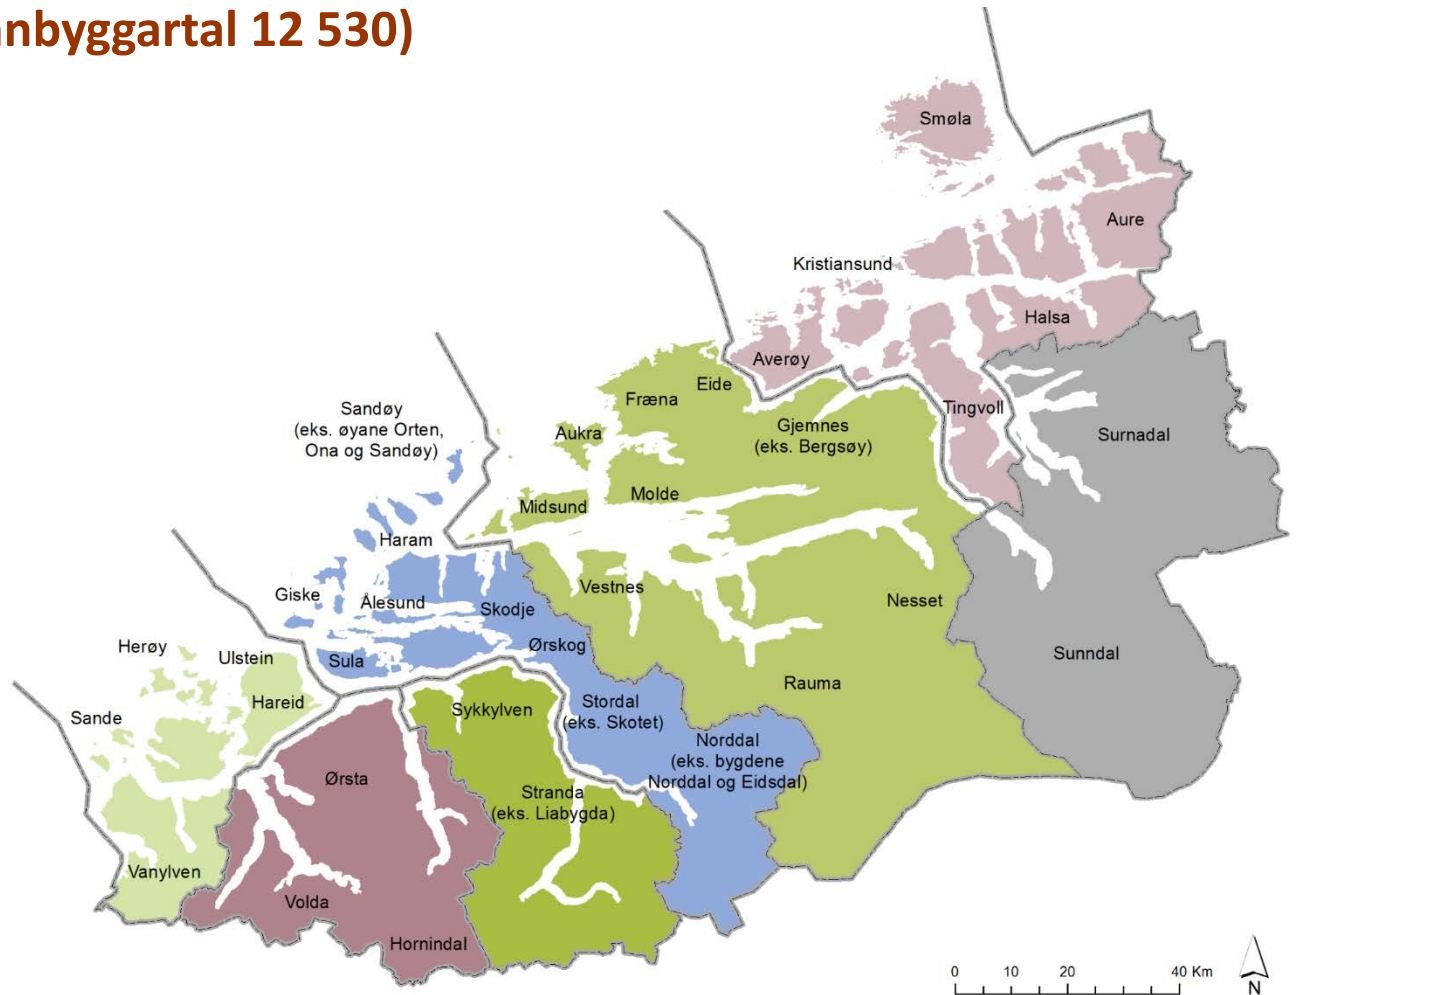 nbyggartal 12 530)
Smøla
Aure
Kristiansund
Halsa
Averøy
Eide
Fræna
Tingvoll
Sandøy
(eks. øyane Orten,
Ona og Sandøy)
Aukra
Gjemnes
(eks. Bergsøy)
Surnadal
Molde
Midsund
Haram
Vestnes
Giske
Ålesund
Skodje
Nesset
Herøy
Ulstein
Sula
Ørskog
Sunndal
Rauma
Hareid
Sande
Sykkylven
Stordal
(eks. Skotet)
Norddal
(eks. bygdene
Norddal og Eidsdal)
Ørsta
Stranda
(eks. Liabygda)
Vanylven
Volda
Hornindal
0 10 20 40 Km
N